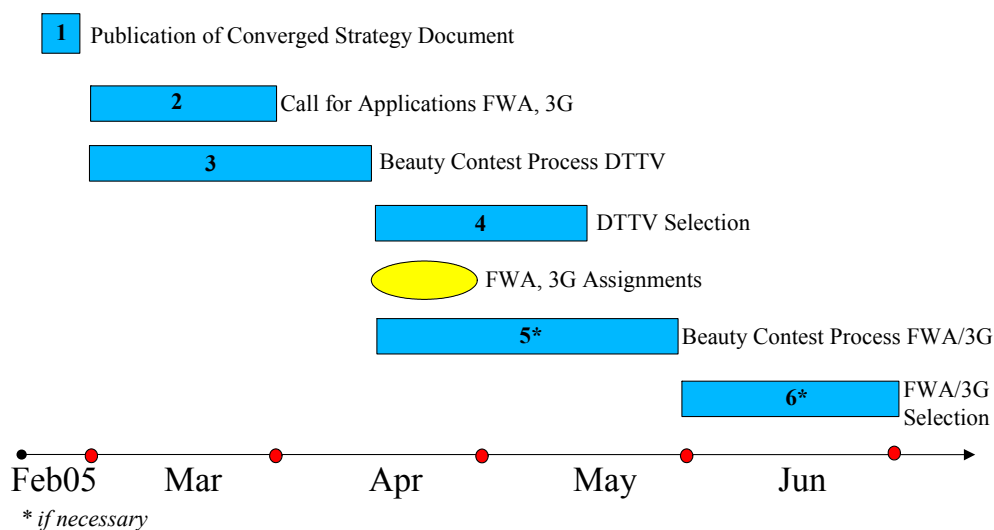 1 Publication of Converged Strategy Document
2 Call for Applications FWA, 3G
3 Beauty Contest Process DTTV
4 DTTV Selection
FWA, 3G Assignments
5* Beauty Contest Process FWA/3G
6* FWA/3G
Selection
Feb05 Mar Apr May Jun
* if necessary